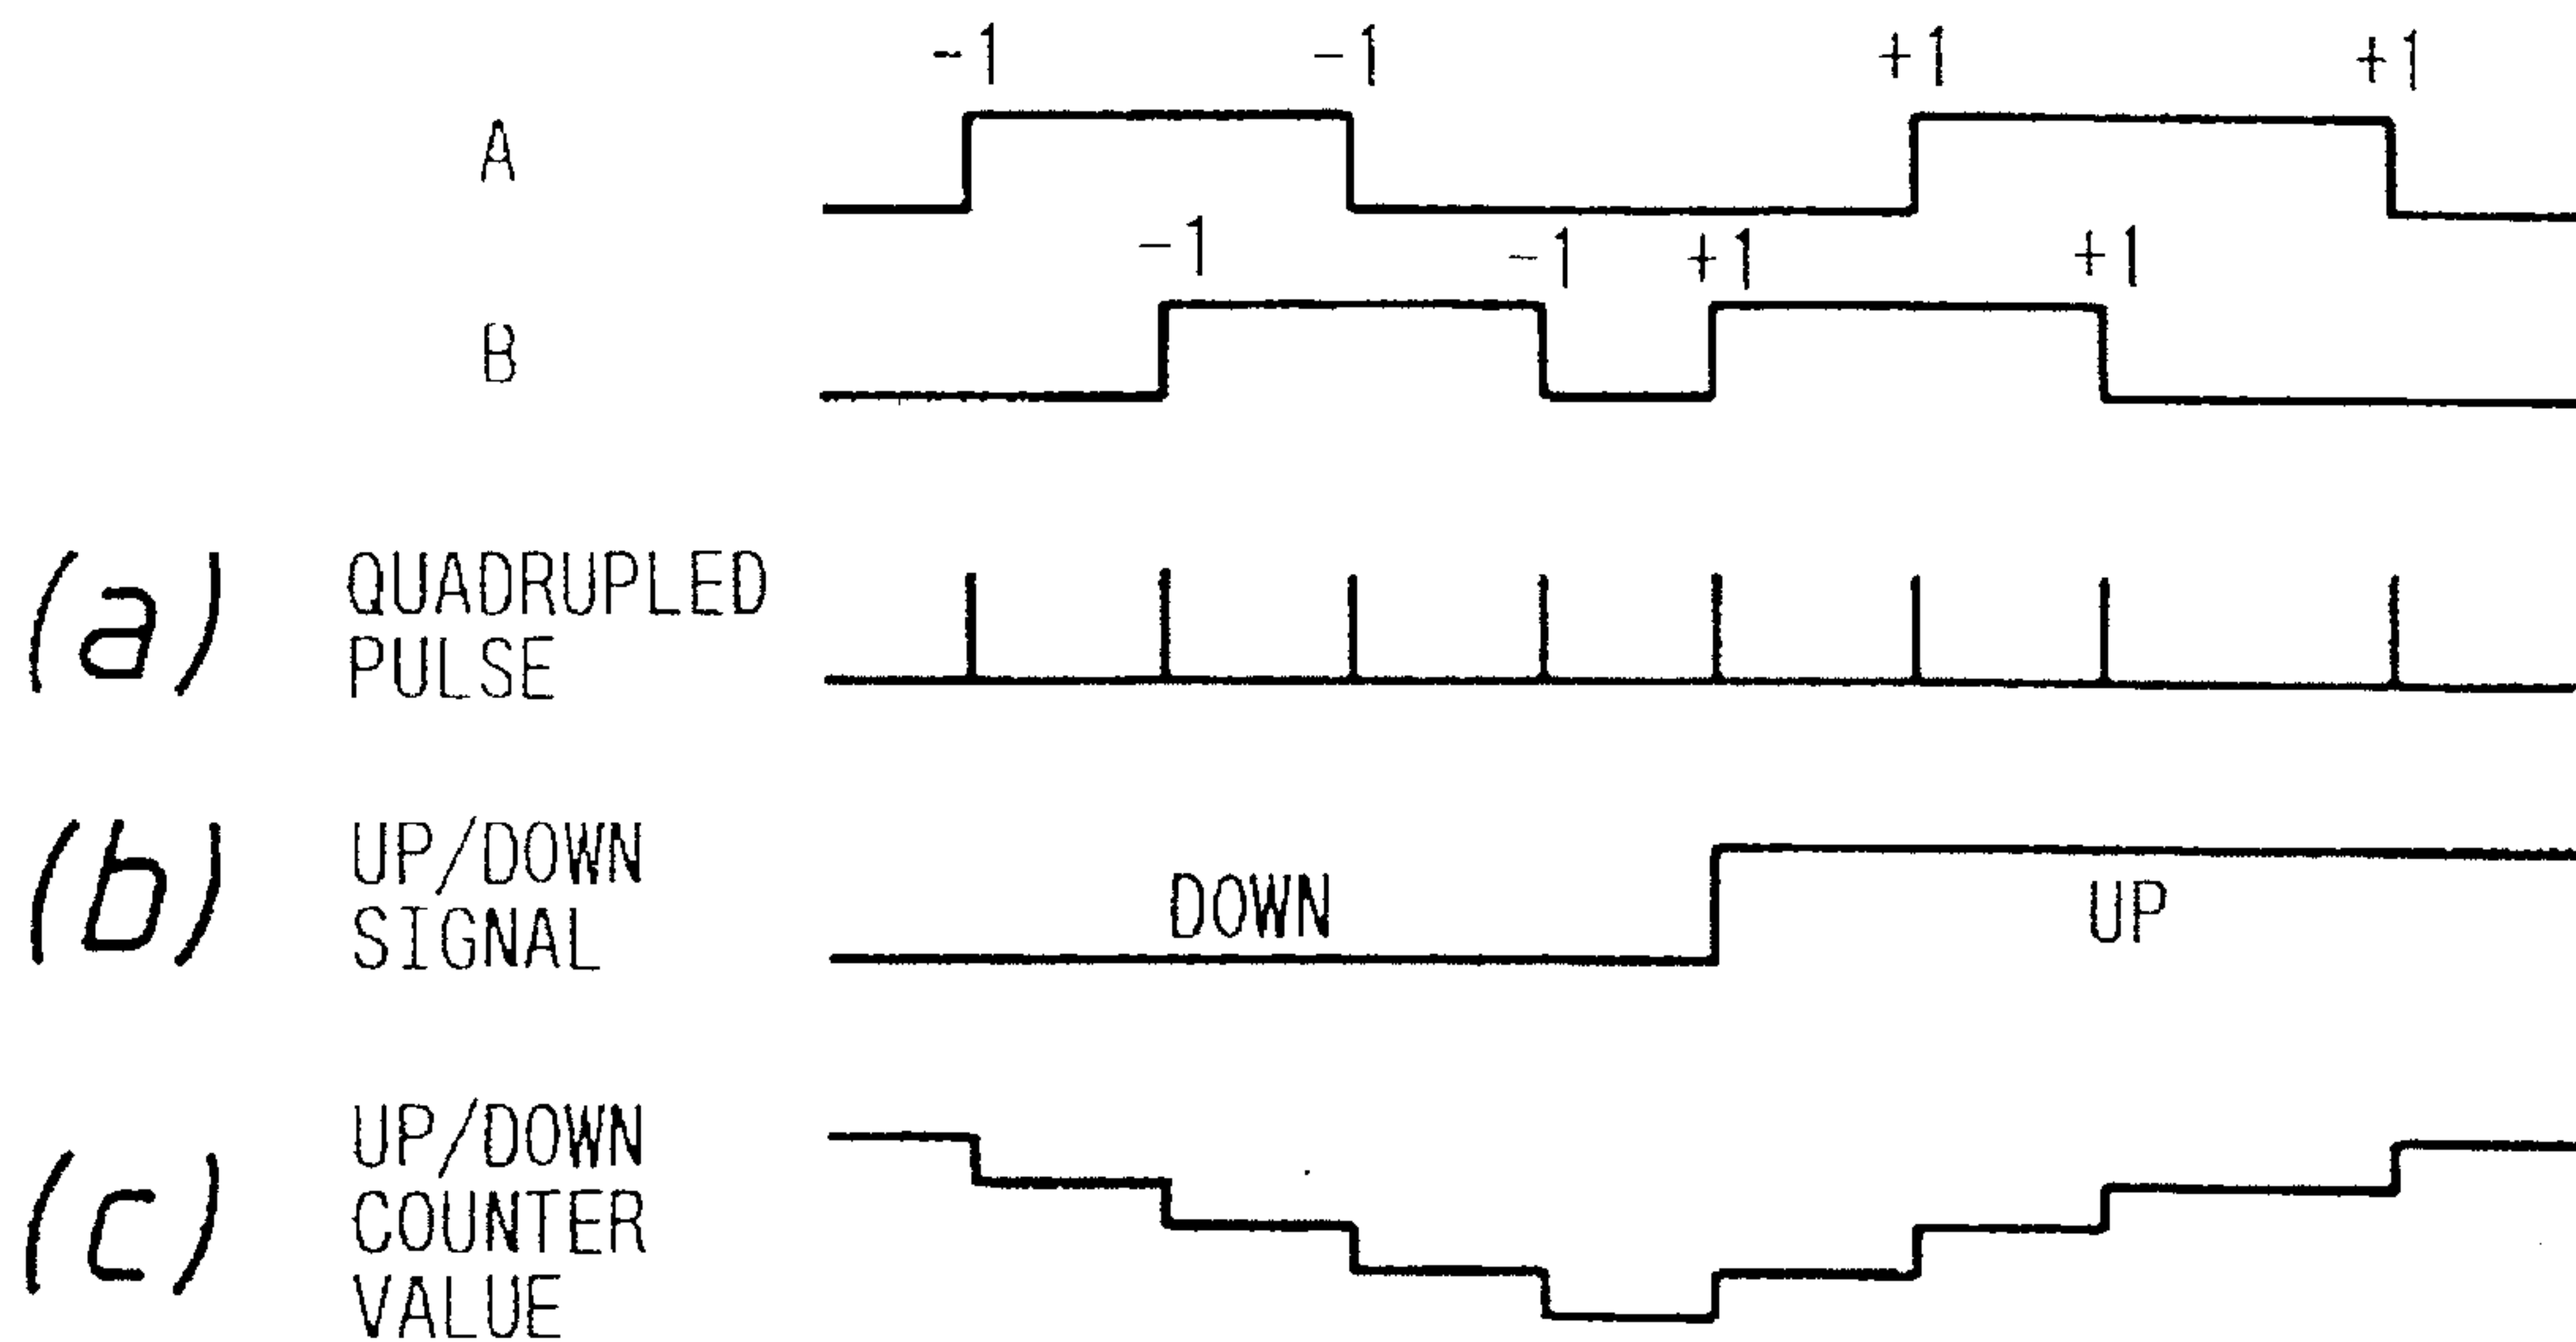 -1 -1 +1 +1
A
-1 -1 +1 +1
B
(a) QUADRUPLED
PULSE
(b) UP/DOWN
SIGNAL
DOWN UP
(c) UP/DOWN
COUNTER
VALUE